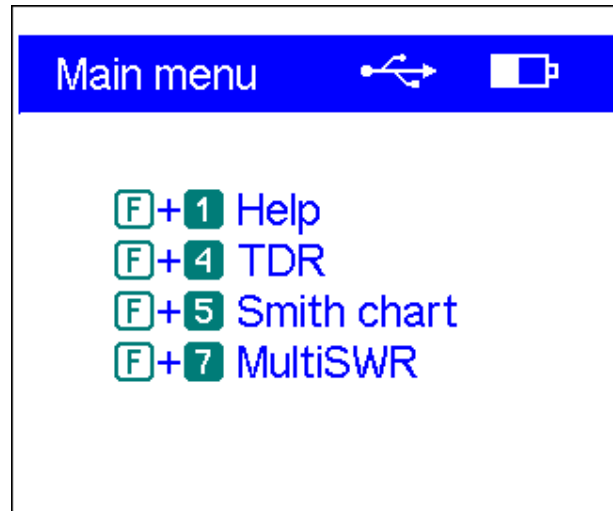 Main menu
F+1 Help
F+4 TDR
F+5 Smith chart
F+7 MultiSWR